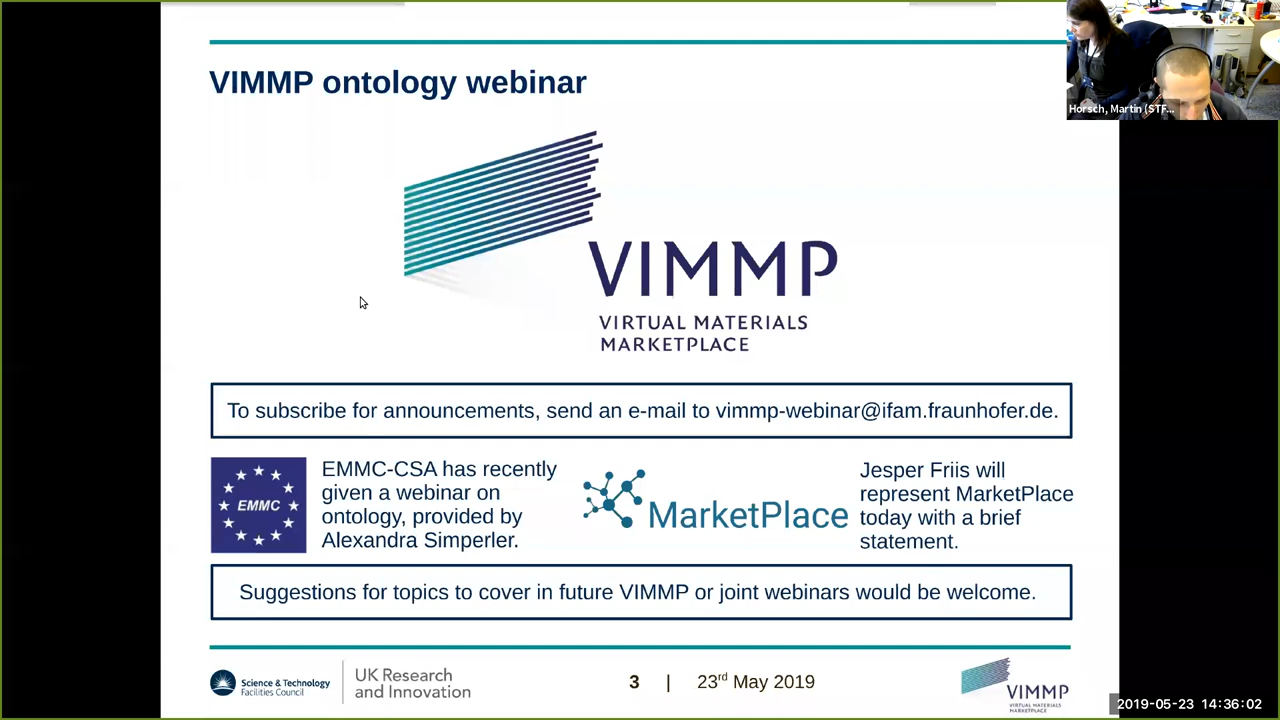 VIMMP ontology webinar
Horsch, Martin (STF...
VIMMP
VIRTUAL MATERIALS
MARKETPLACE
To subscribe for announcements, send an e-mail to vimmp-webinar@ifam.fraunhofer.de.
EMMC
EMMC-CSA has recently
given a webinar on
ontology, provided by
Alexandra Simperler.
MarketPlace
Jesper Friis will
represent MarketPlace
today with a brief
statement.
Suggestions for topics to cover in future VIMMP or joint webinars would be welcome.
Science & Technology
Facilities Council
UK Research
and Innovation
3 | 23rd May 2019
VIMMP
VIRTUAL MATERIALS
MARKETPLACE
2019-05-23 14:36:02